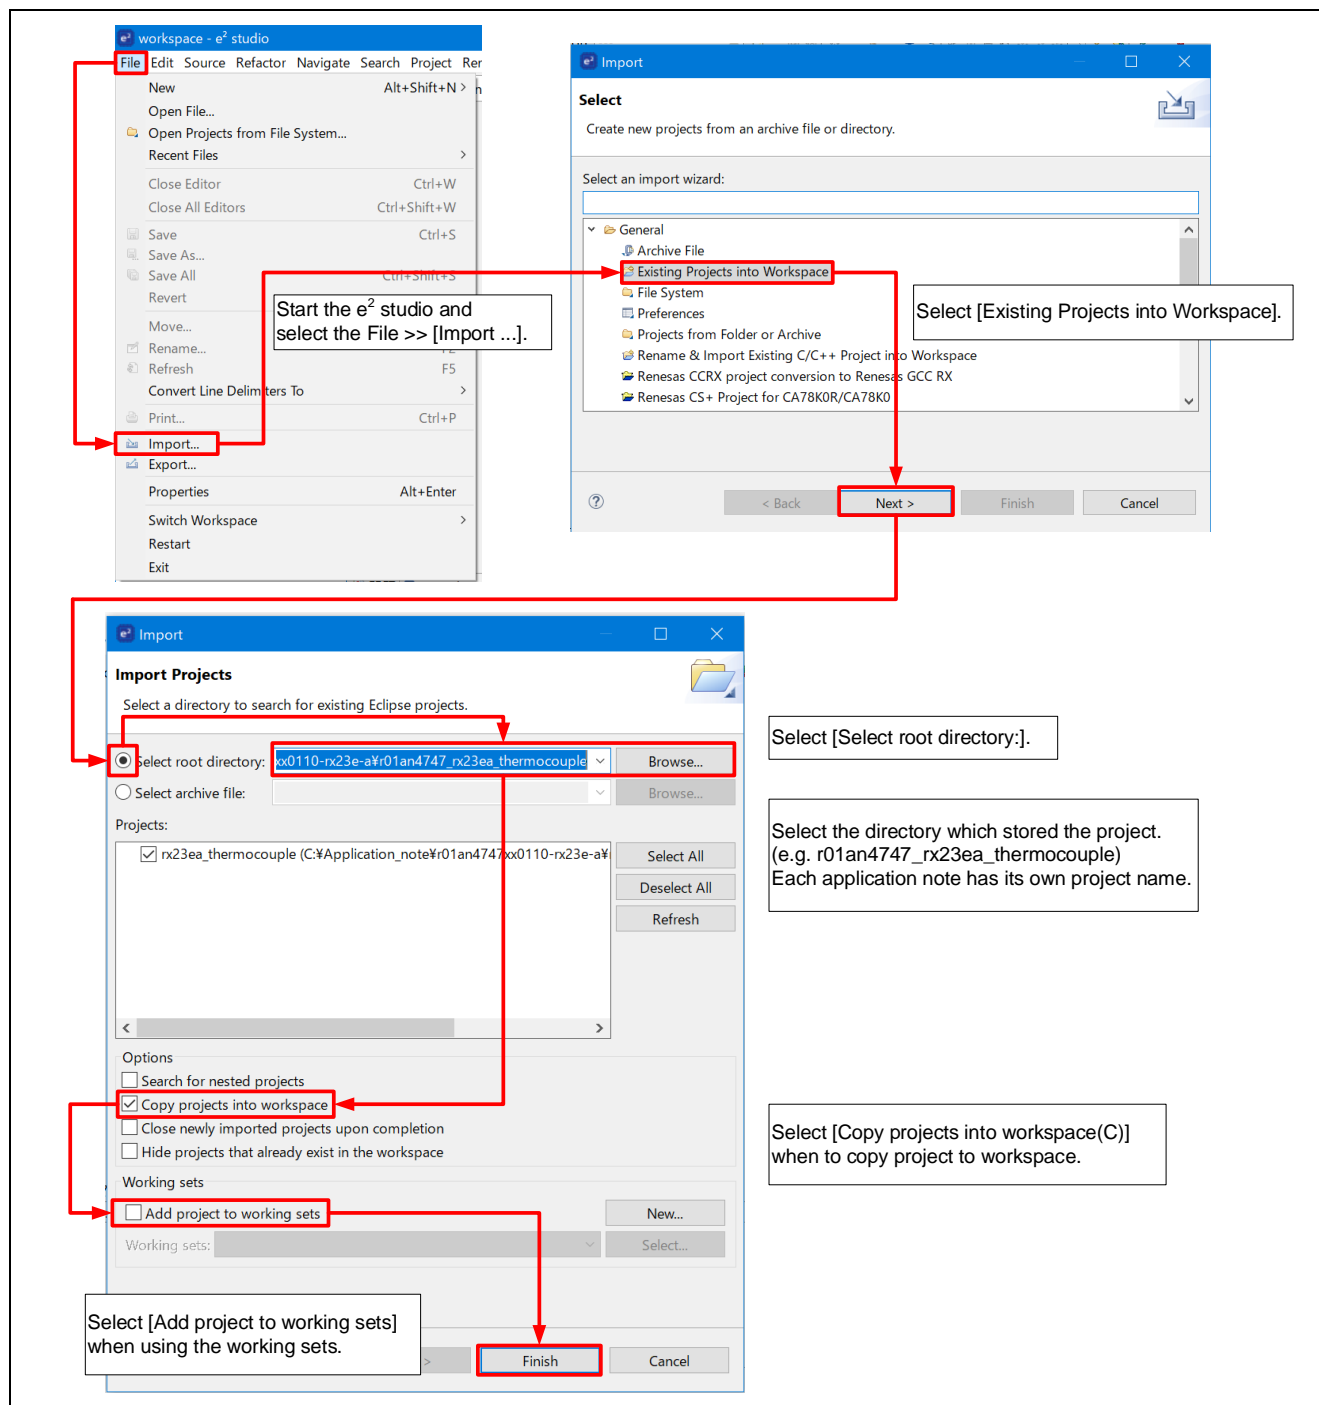 workspace - e² studio
File Edit Source Refactor Navigate Search Project Rer
New Alt+Shift+N >
Open File...
Open Projects from File System...
Recent Files >
Close Editor Ctrl+W
Close All Editors Ctrl+Shift+W
Save Ctrl+S
Save As...
Save All Ctrl+Shift+S
Revert
Move...
Rename... F2
Refresh F5
Convert Line Delimiters To >
Print... Ctrl+P
Import...
Export...
Properties Alt+Enter
Switch Workspace >
Restart
Exit
Start the e² studio and
select the File >> [Import ...].
Import
Select
Create new projects from an archive file or directory.
Select an import wizard:
General
Archive File
Existing Projects into Workspace
File System
Preferences
Projects from Folder or Archive
Rename & Import Existing C/C++ Project into Workspace
Renesas CCRX project conversion to Renesas GCC RX
Renesas CS+ Project for CA78K0R/CA78K0
< Back Next > Finish Cancel
Select [Existing Projects into Workspace].
Import
Import Projects
Select a directory to search for existing Eclipse projects.
Select root directory: xx0110-rx23e-a¥r01an4747_rx23ea_thermocouple Browse...
Select archive file: Browse...
Projects:
rx23ea_thermocouple (C:¥Application_note¥r01an4747xx0110-rx23e-a¥r
Select All
Deselect All
Refresh
Options
Search for nested projects
Copy projects into workspace
Close newly imported projects upon completion
Hide projects that already exist in the workspace
Working sets
Add project to working sets New...
Working sets: Select...
> Finish Cancel
Select [Select root directory:].
Select the directory which stored the project.
(e.g. r01an4747_rx23ea_thermocouple)
Each application note has its own project name.
Select [Copy projects into workspace(C)]
when to copy project to workspace.
Select [Add project to working sets]
when using the working sets.